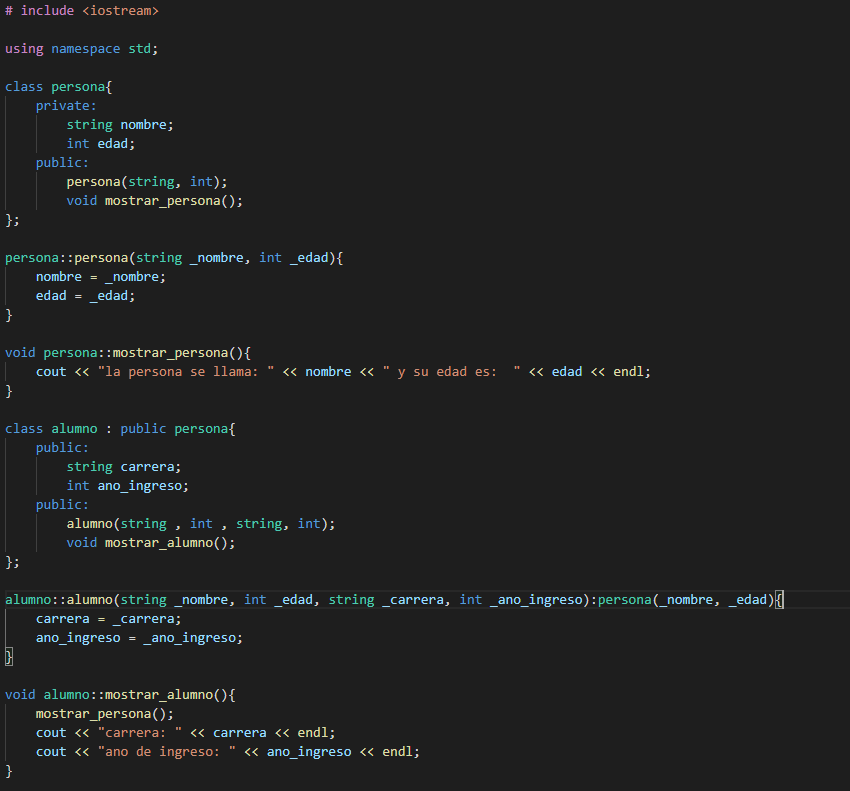 # include <iostream>
using namespace std;
class persona{
private:
string nombre;
int edad;
public:
persona(string, int);
void mostrar_persona();
};
persona::persona(string _nombre, int _edad){
nombre = _nombre;
edad = _edad;
}
void persona::mostrar_persona(){
cout << "la persona se llama: " << nombre << " y su edad es:  " << edad << endl;
}
class alumno : public persona{
public:
string carrera;
int ano_ingreso;
public:
alumno(string , int , string, int);
void mostrar_alumno();
};
alumno::alumno(string _nombre, int _edad, string _carrera, int _ano_ingreso):persona(_nombre, _edad){
carrera = _carrera;
ano_ingreso = _ano_ingreso;
}
void alumno::mostrar_alumno(){
mostrar_persona();
cout << "carrera: " << carrera << endl;
cout << "ano de ingreso: " << ano_ingreso << endl;
}